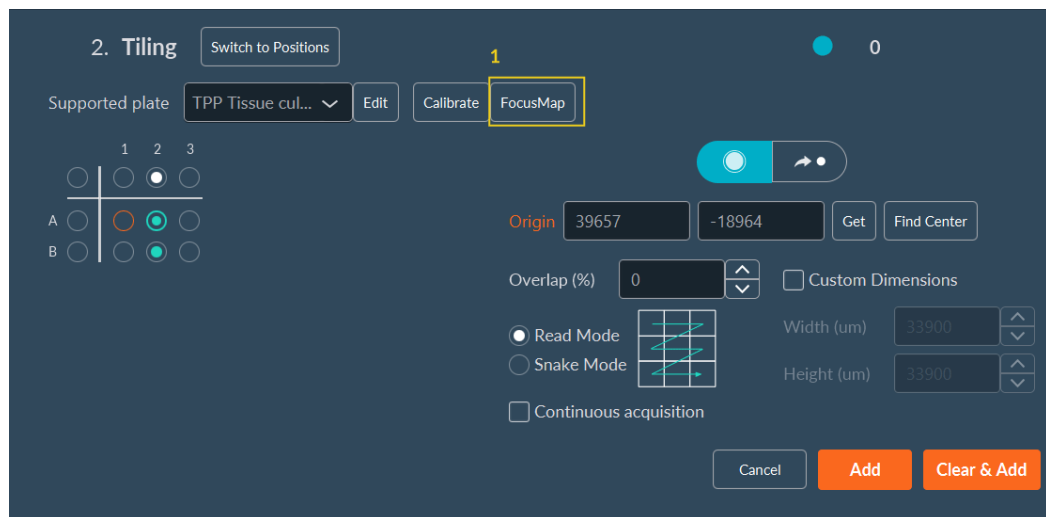 2. Tiling Switch to Positions 0
1
Supported plate TPP Tissue cul... Edit Calibrate FocusMap
1 2 3
A
B
Origin 39657 -18964 Get Find Center
Overlap (%) 0 Custom Dimensions
Read Mode
Snake Mode
Width (um) 33900
Height (um) 33900
Continuous acquisition
Cancel Add Clear & Add